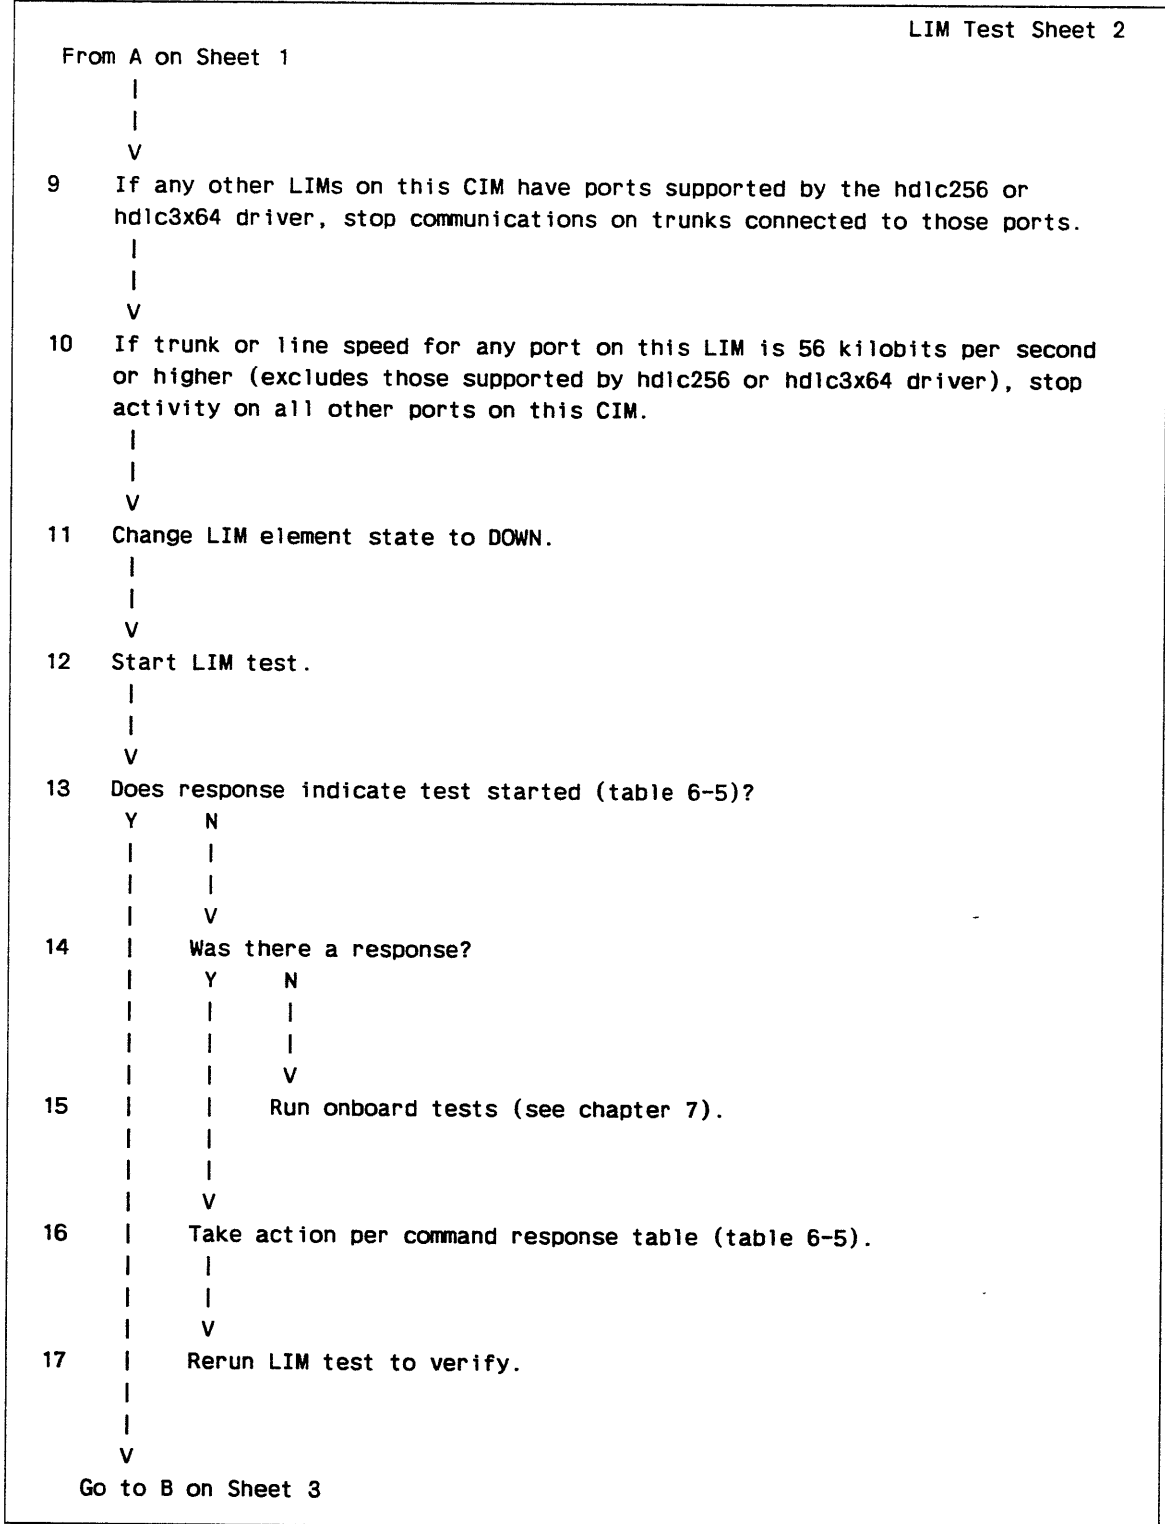 LIM Test Sheet 2
From A on Sheet 1
|
|
V
9 If any other LIMs on this CIM have ports supported by the hdlc256 or
hdlc3x64 driver, stop communications on trunks connected to those ports.
|
|
V
10 If trunk or line speed for any port on this LIM is 56 kilobits per second
or higher (excludes those supported by hdlc256 or hdlc3x64 driver), stop
activity on all other ports on this CIM.
|
|
V
11 Change LIM element state to DOWN.
|
|
V
12 Start LIM test.
|
|
V
13 Does response indicate test started (table 6-5)?
Y N
| |
| |
| V
14 | Was there a response?
| Y N
| | |
| | |
| | V
15 | | Run onboard tests (see chapter 7).
| |
| |
| V
16 | Take action per command response table (table 6-5).
| |
| |
| V
17 | Rerun LIM test to verify.
|
|
V
Go to B on Sheet 3